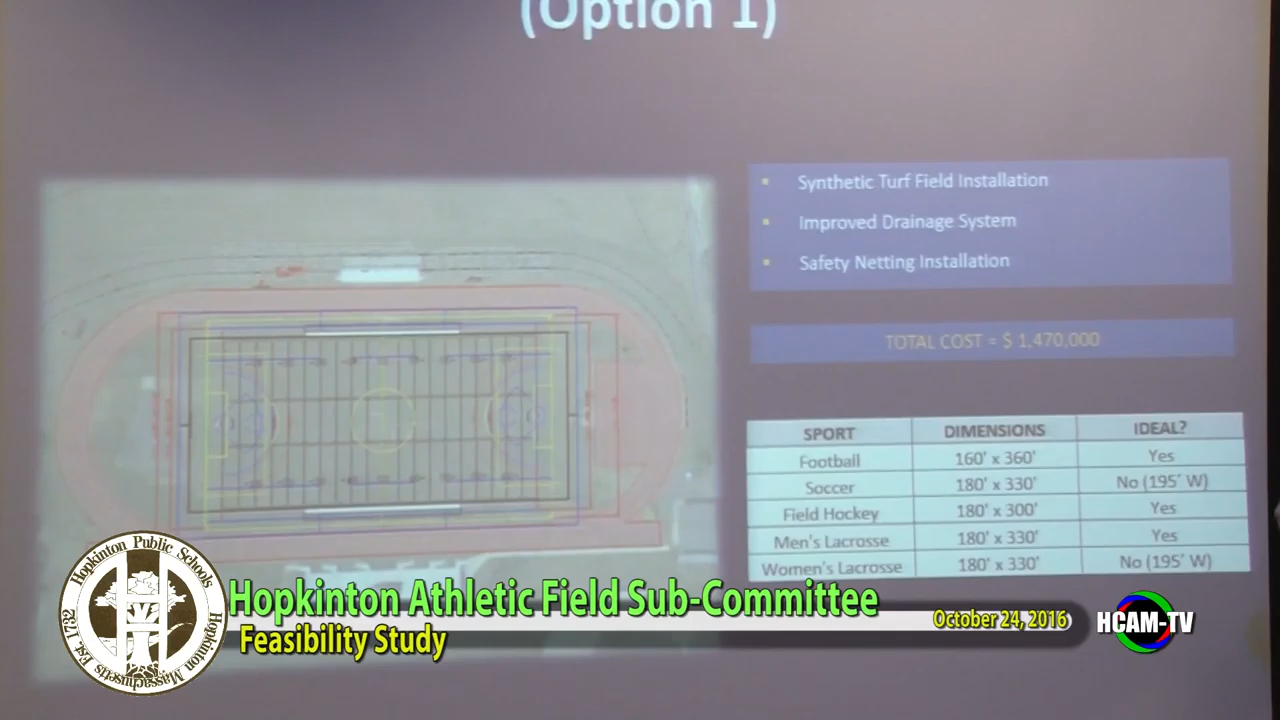 (Option 1)
Synthetic Turf Field Installation
Improved Drainage System
Safety Netting Installation
TOTAL COST = $ 1,470,000
SPORT DIMENSIONS IDEAL?
Football 160' x 360' Yes
Soccer 180' x 330' No (195' W)
Field Hockey 180' x 300' Yes
Men's Lacrosse 180' x 330' Yes
Women's Lacrosse 180' x 330' No (195' W)
Hopkinton Public Schools
Hopkinton Massachusetts Est. 1732
H
Hopkinton Athletic Field Sub-Committee
Feasibility Study
October 24, 2016
HCAM-TV